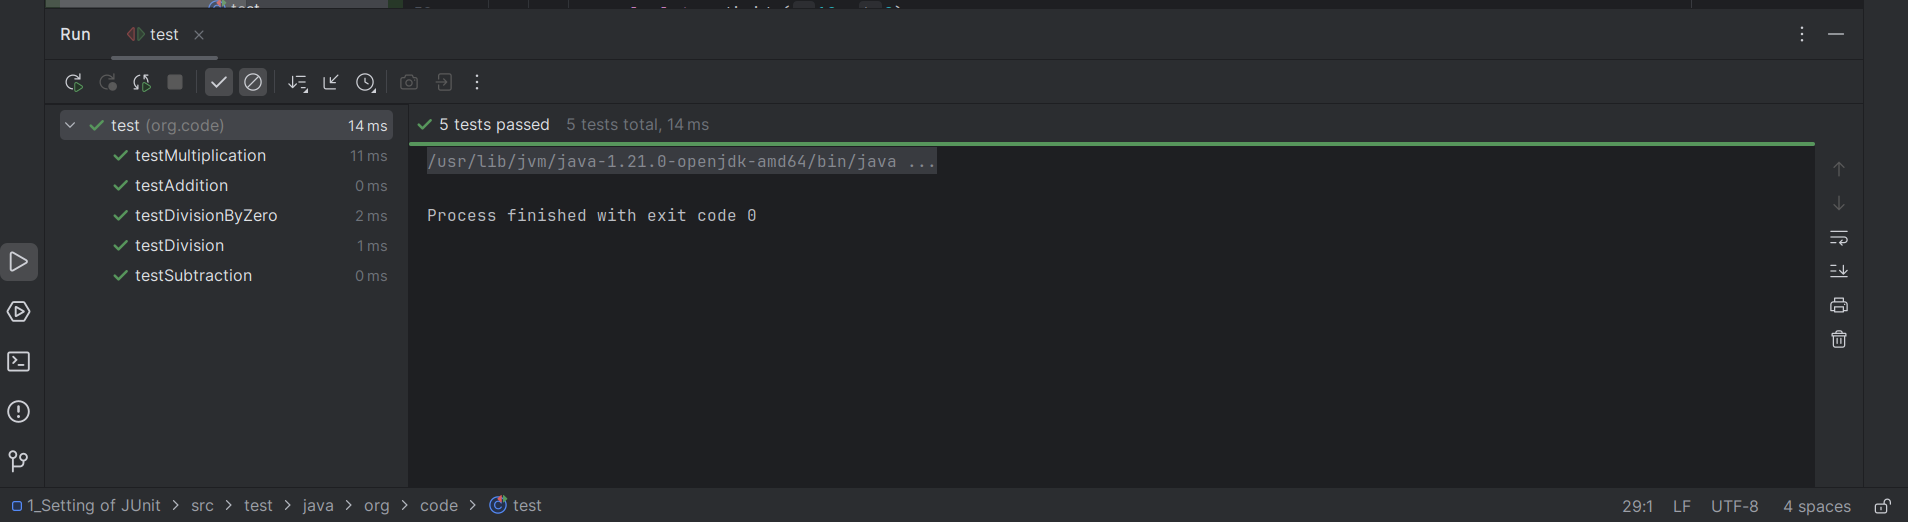 test
Run test
test (org.code) 14 ms
testMultiplication 11 ms
testAddition 0 ms
testDivisionByZero 2 ms
testDivision 1 ms
testSubtraction 0 ms
5 tests passed 5 tests total, 14 ms
/usr/lib/jvm/java-1.21.0-openjdk-amd64/bin/java ...
Process finished with exit code 0
1_Setting of JUnit > src > test > java > org > code > test
29:1 LF UTF-8 4 spaces